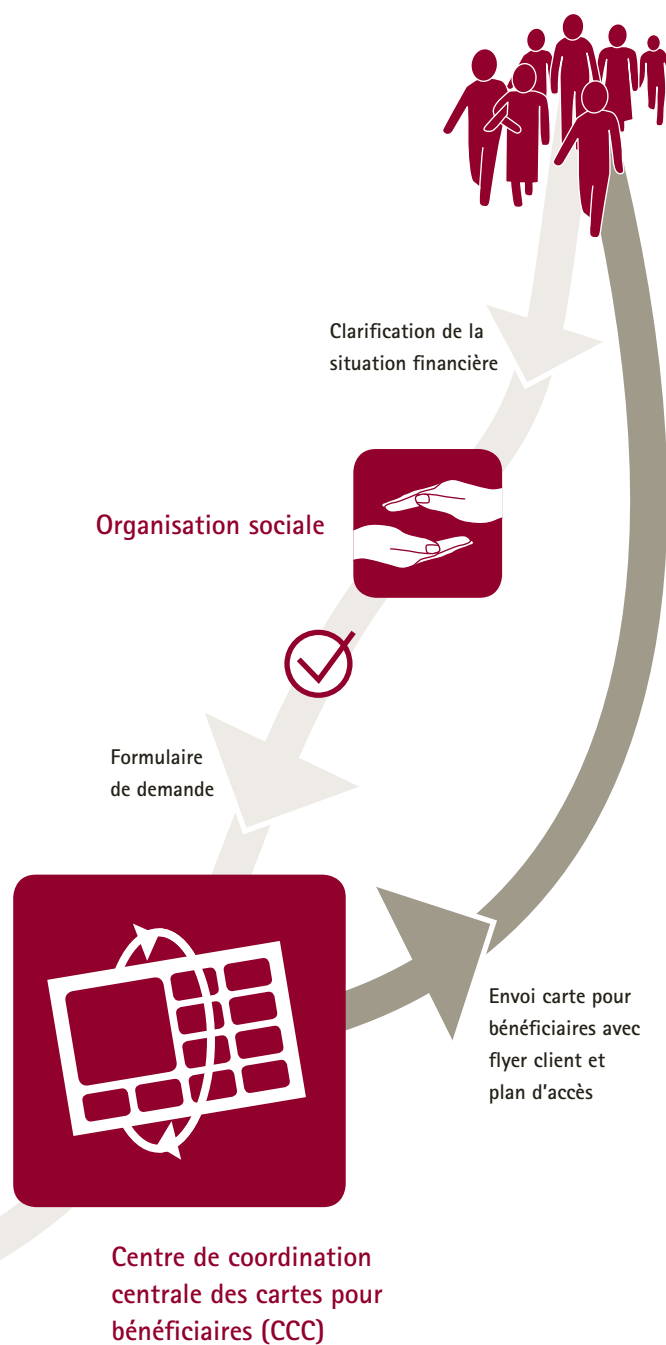 Clarification de la
situation financière
Organisation sociale
Formulaire
de demande
Envoi carte pour
bénéficiaires avec
flyer client et
plan d'accès
Centre de coordination
centrale des cartes pour
bénéficiaires (CCC)